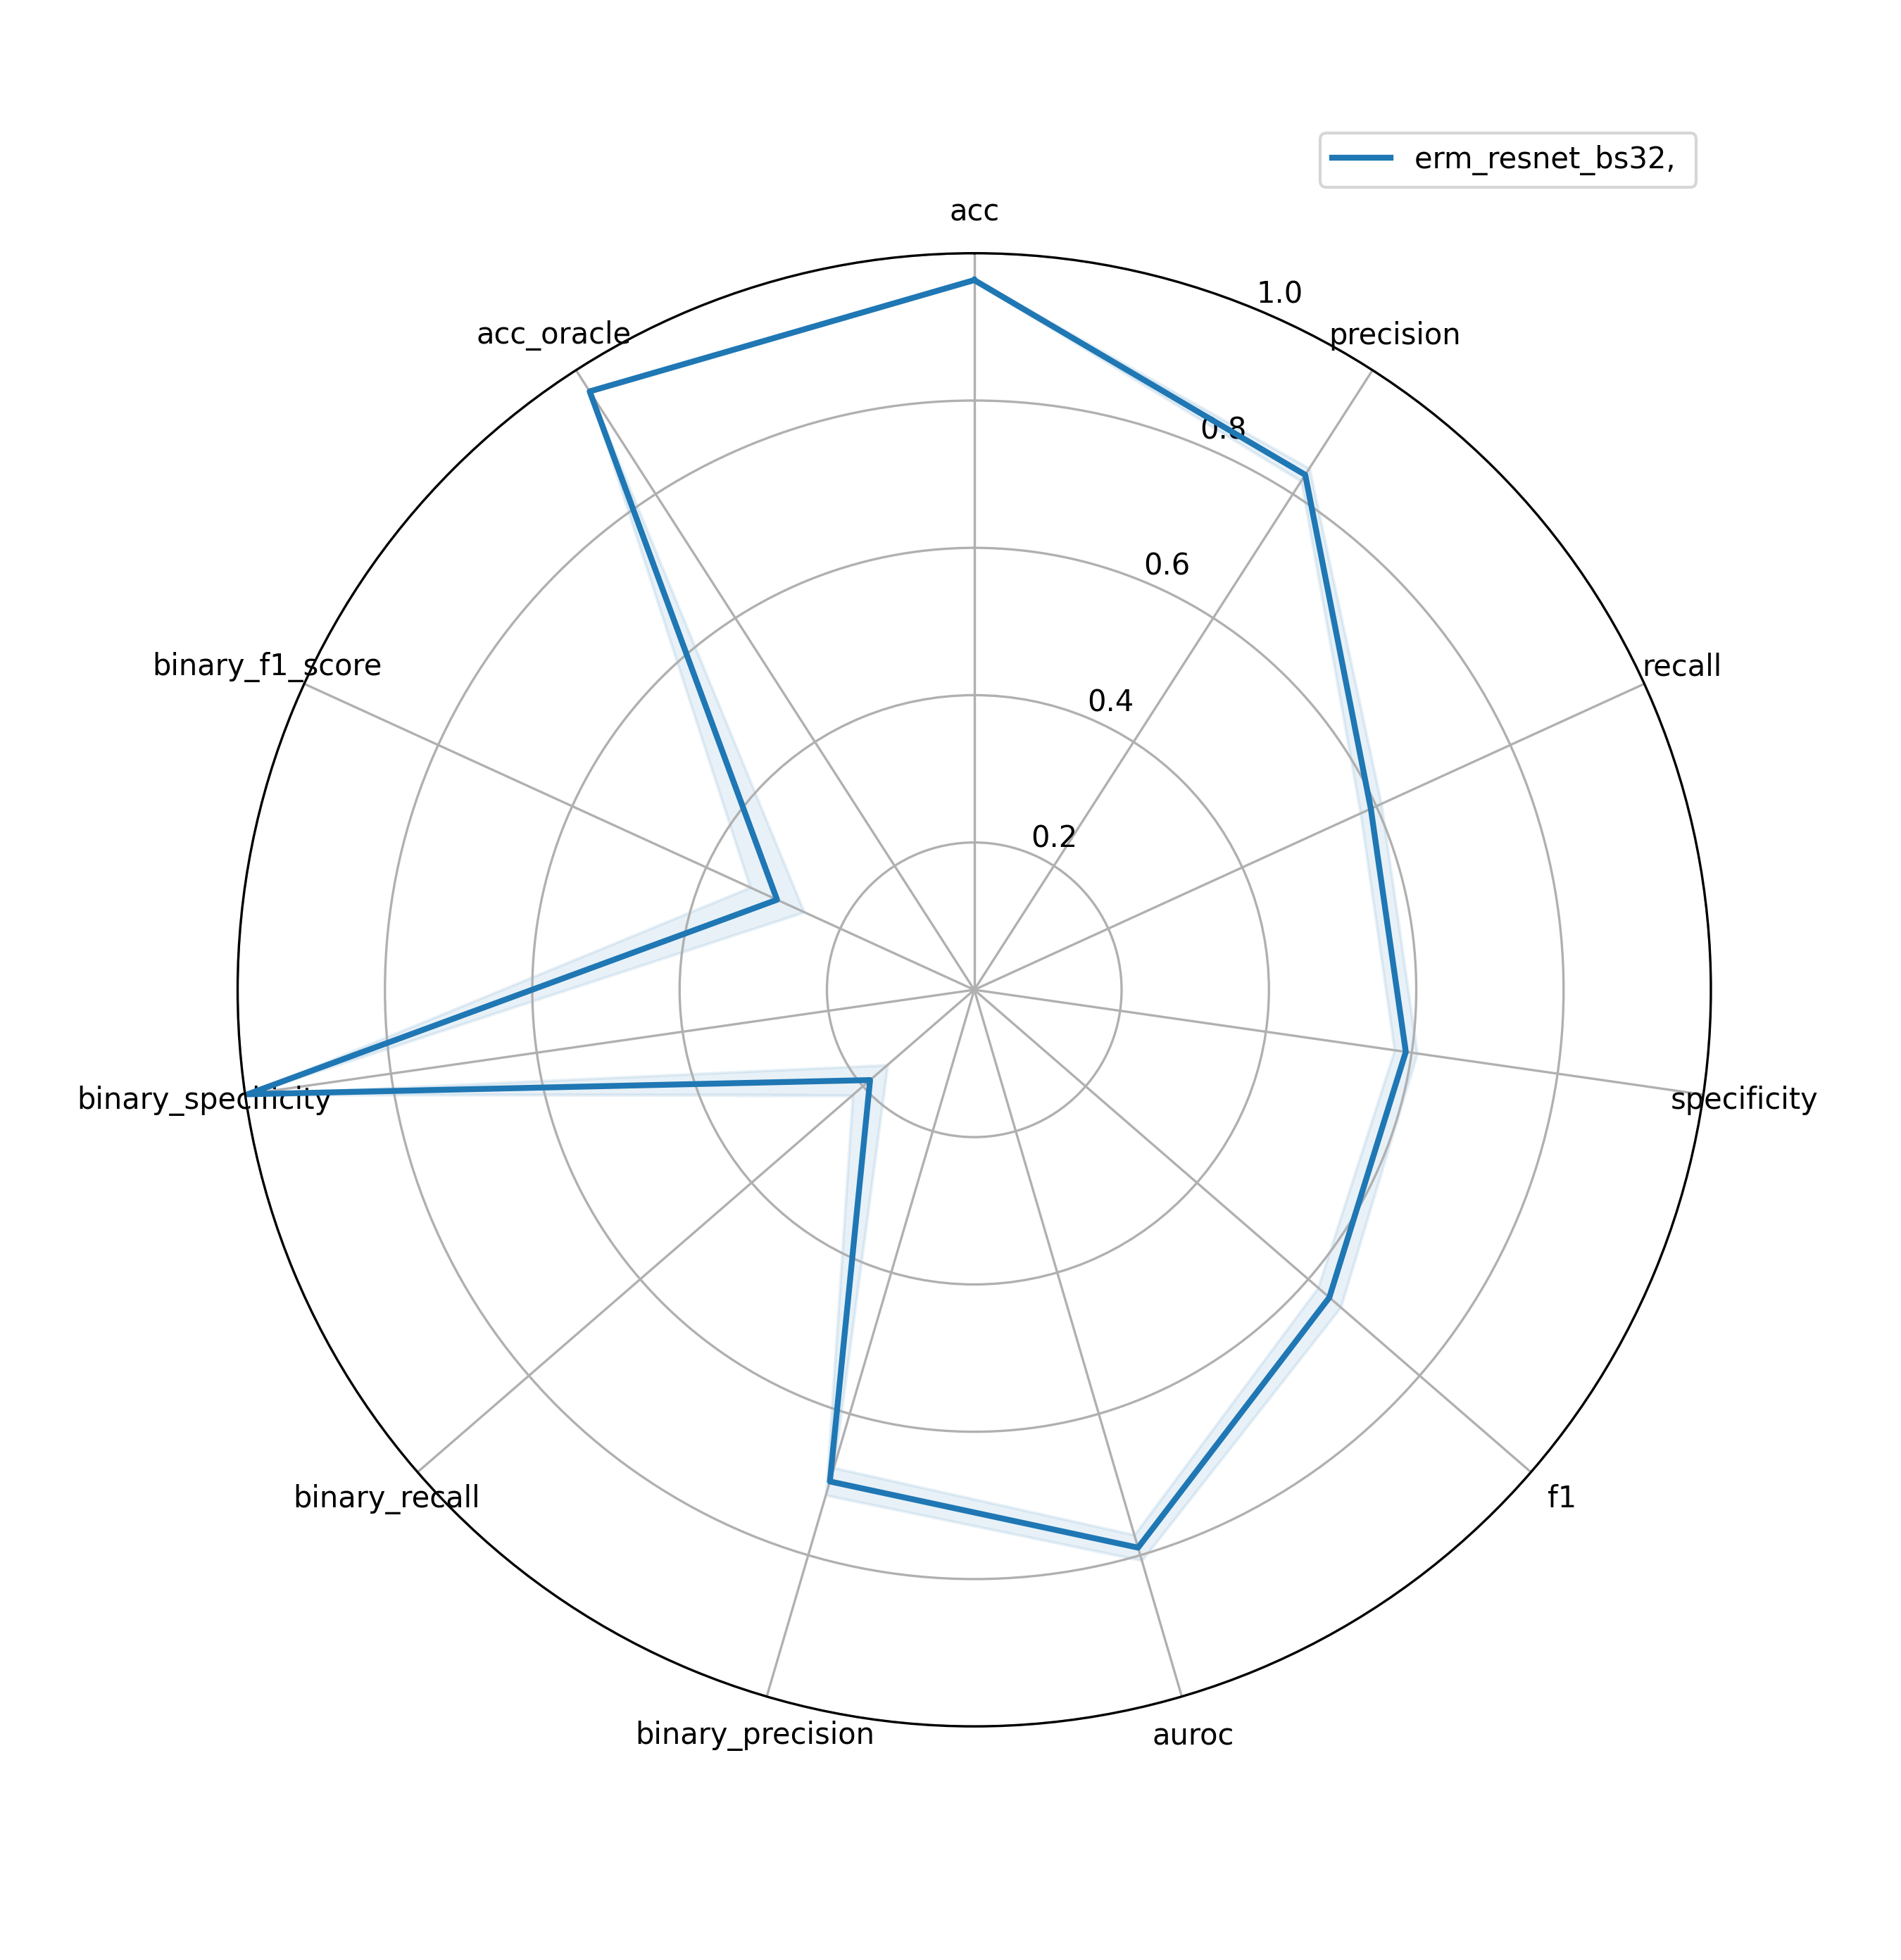 erm_resnet_bs32,
acc
1.0
precision
acc_oracle
0.8
0.6
binary_f1_score
recall
0.4
0.2
binary_specificity
specificity
binary_recall
f1
binary_precision
auroc